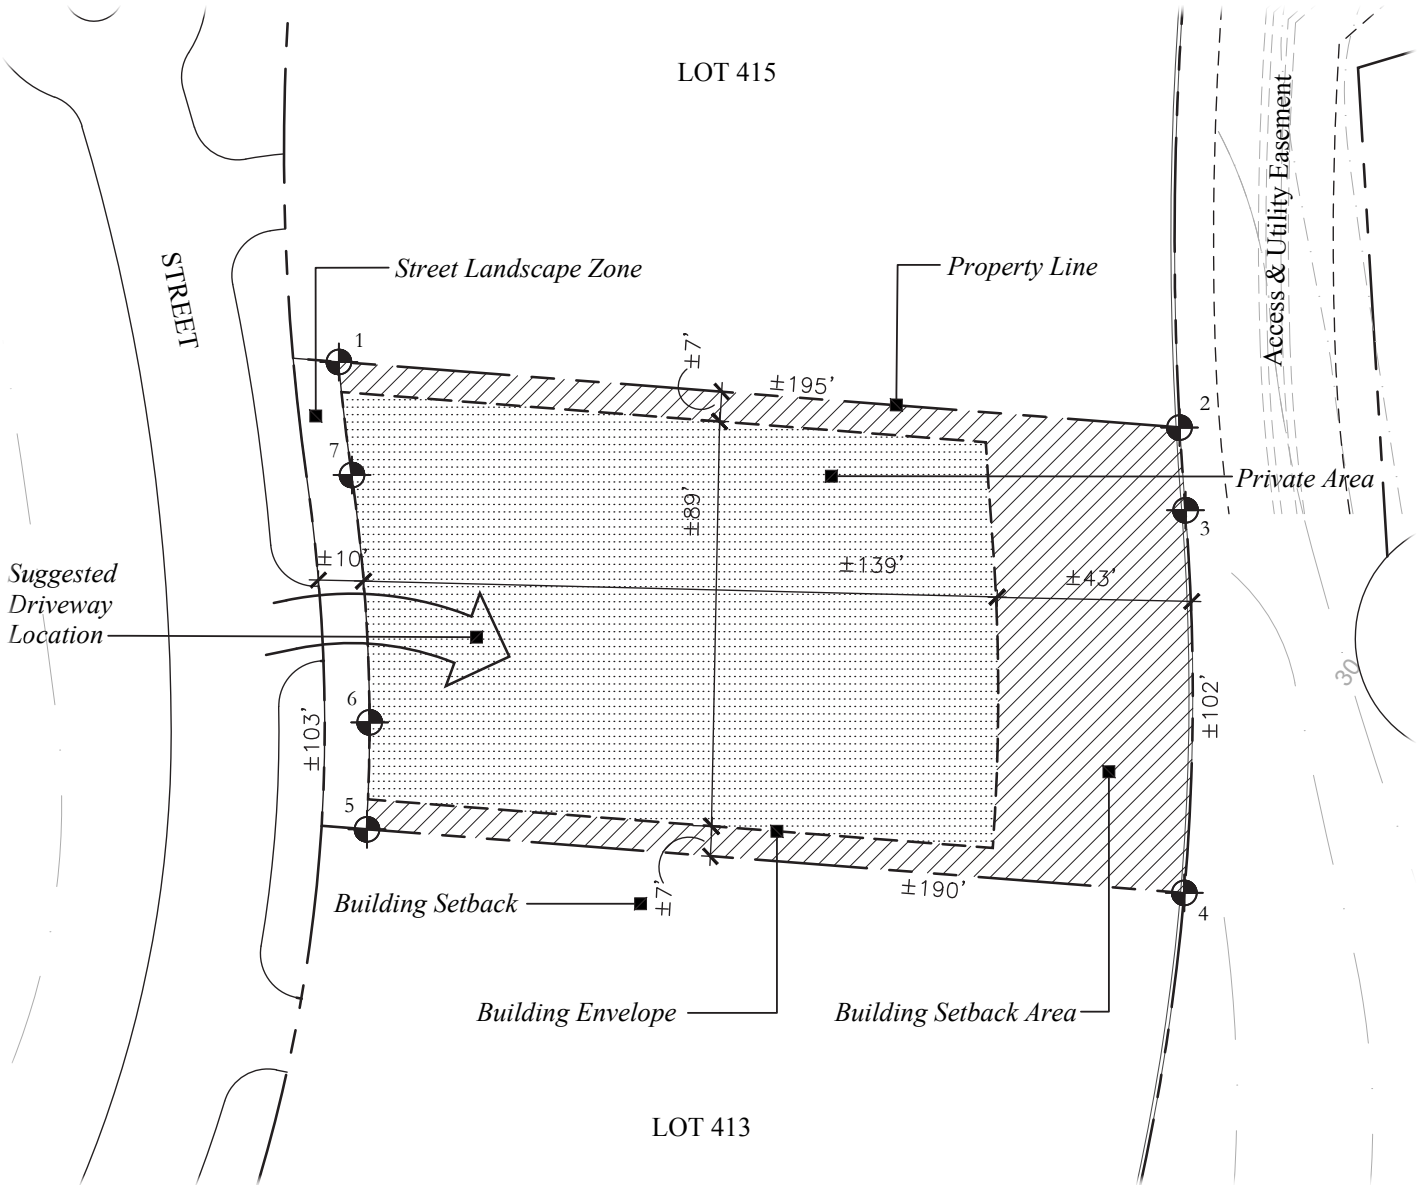 LOT 415
STREET
Access & Utility Easement
Street Landscape Zone
Property Line
1
±7'
±195'
2
7
Private Area
±89'
3
±10'
±139'
±43'
Suggested
Driveway
Location
30
6
±103'
±102'
5
Building Setback
±7'
±190'
4
Building Envelope
Building Setback Area
LOT 413